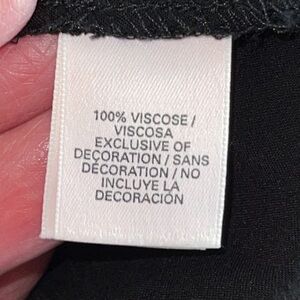 100% VISCOSE /
VISCOSA
EXCLUSIVE OF
DECORATION / SANS
DÉCORATION / NO
INCLUYE LA
DECORACIÓN